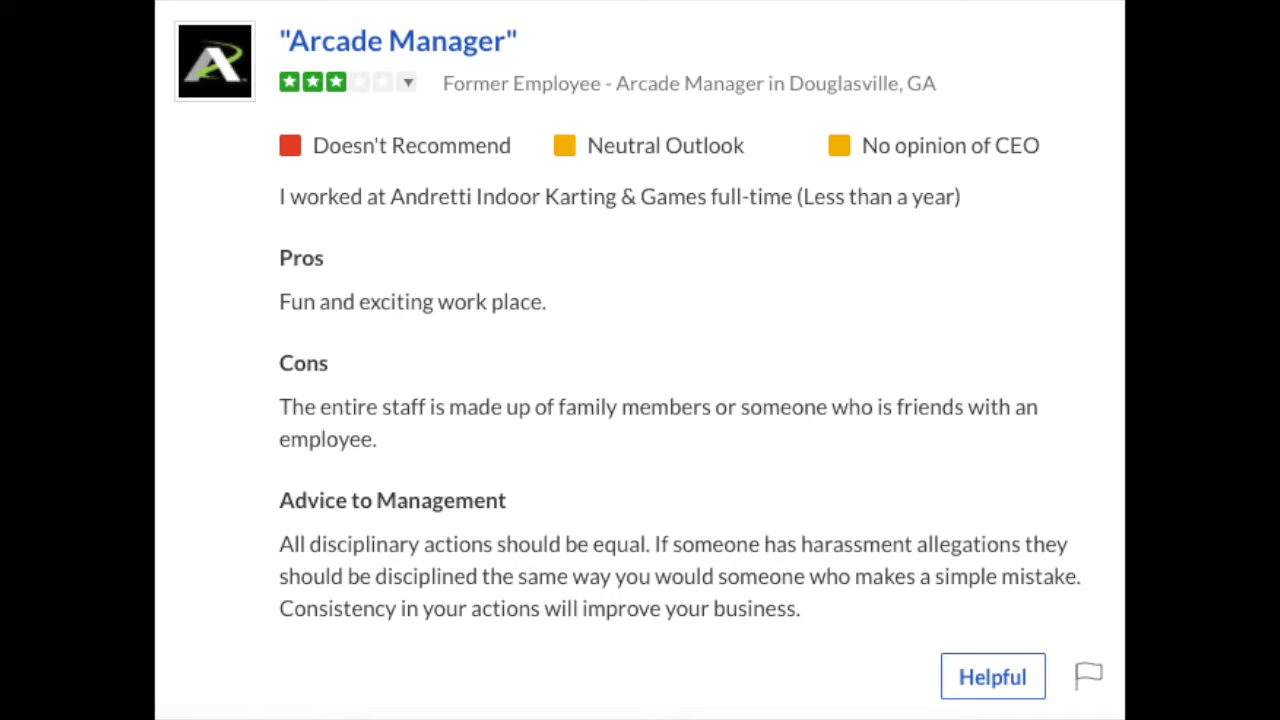 "Arcade Manager"
Former Employee - Arcade Manager in Douglasville, GA
Doesn't Recommend Neutral Outlook No opinion of CEO
I worked at Andretti Indoor Karting & Games full-time (Less than a year)
Pros
Fun and exciting work place.
Cons
The entire staff is made up of family members or someone who is friends with an
employee.
Advice to Management
All disciplinary actions should be equal. If someone has harassment allegations they
should be disciplined the same way you would someone who makes a simple mistake.
Consistency in your actions will improve your business.
Helpful